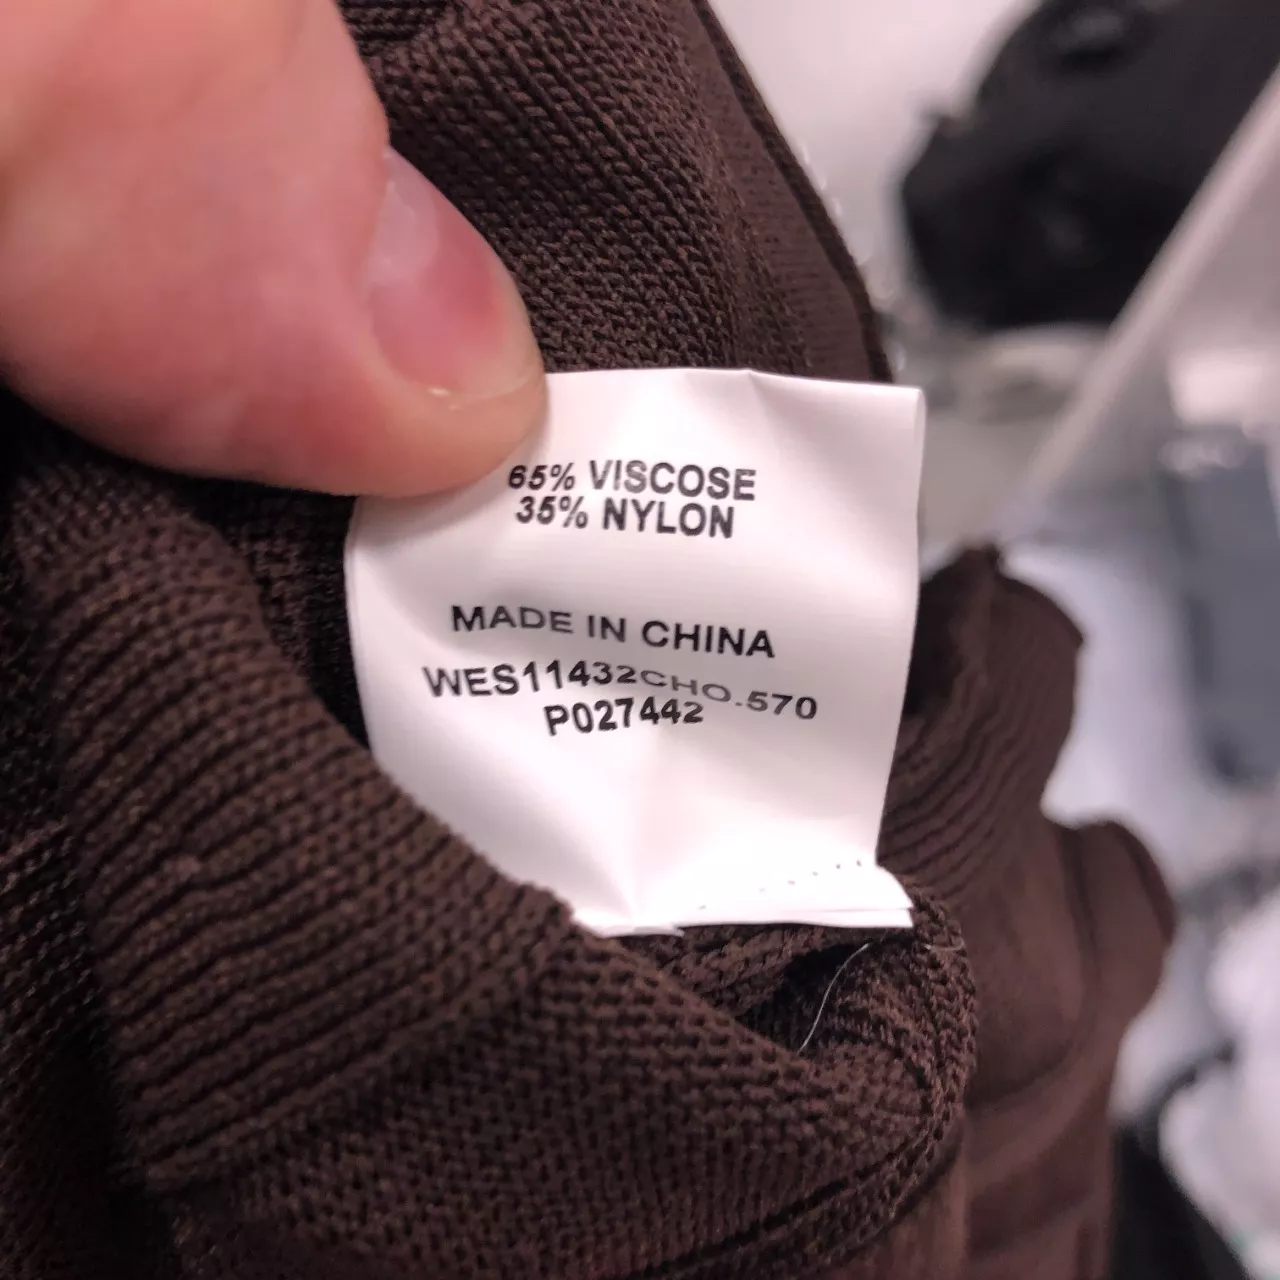 65% VISCOSE
35% NYLON
MADE IN CHINA
WES11432CHO.570
P027442